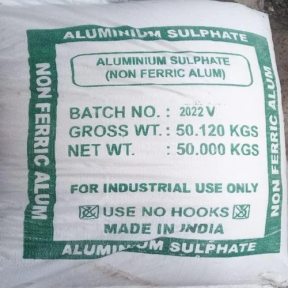 ALUMINIUM SULPHATE
NON FERRIC ALUM
ALUMINIUM SULPHATE
(NON FERRIC ALUM)
BATCH NO. : 2022 V
GROSS WT. : 50.120 KGS
NET WT. : 50.000 KGS
FOR INDUSTRIAL USE ONLY
USE NO HOOKS
MADE IN INDIA
NON FERRIC ALUM
ALUMINIUM SULPHATE